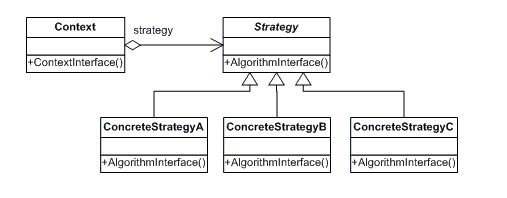 Context
strategy
Strategy
+ContextInterface()
+AlgorithmInterface()
ConcreteStrategyA
ConcreteStrategyB
ConcreteStrategyC
+AlgorithmInterface()
+AlgorithmInterface()
+AlgorithmInterface()